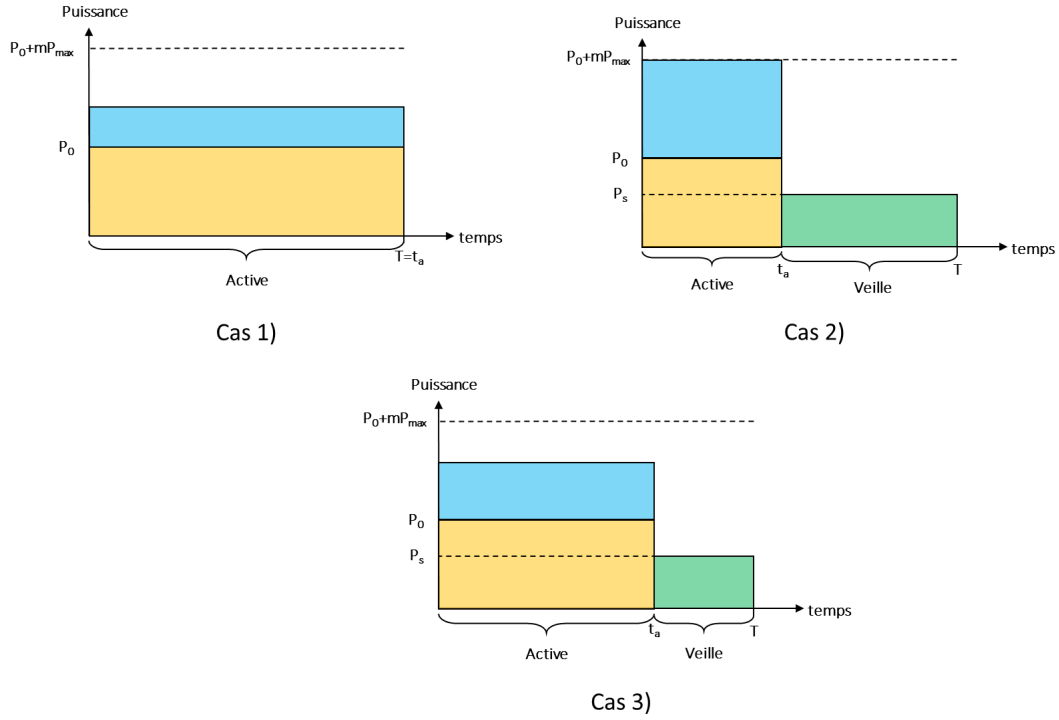 Puissance
P₀+mPmax
P₀
temps
T=tₐ
Active
Cas 1)
Puissance
P₀+mPmax
P₀
Pₛ
temps
tₐ
T
Active
Veille
Cas 2)
Puissance
P₀+mPmax
P₀
Pₛ
temps
tₐ
T
Active
Veille
Cas 3)